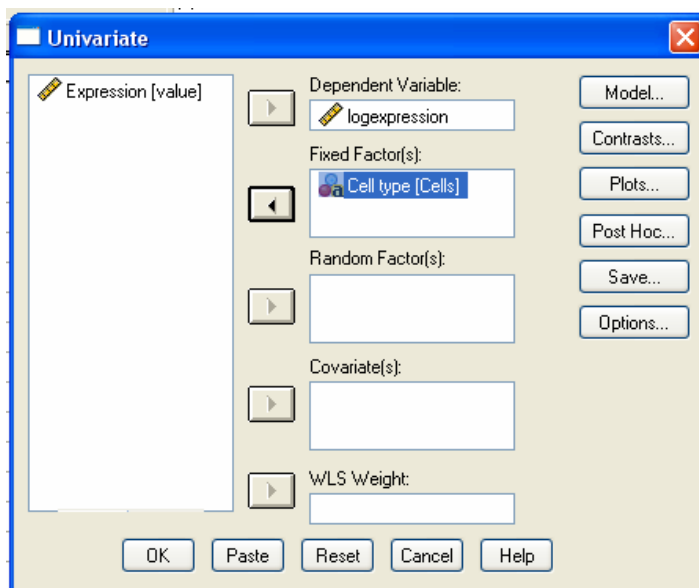 Univariate
Expression [value]
Dependent Variable:
logexpression
Fixed Factor(s):
Cell type [Cells]
Random Factor(s):
Covariate(s):
WLS Weight:
Model...
Contrasts...
Plots...
Post Hoc...
Save...
Options...
OK
Paste
Reset
Cancel
Help